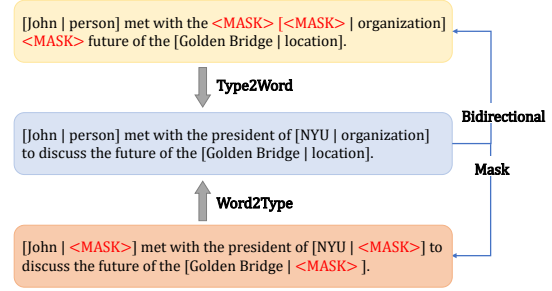 [John | person] met with the <MASK> [<MASK> | organization]
<MASK> future of the [Golden Bridge | location].
Type2Word
Bidirectional
[John | person] met with the president of [NYU | organization]
to discuss the future of the [Golden Bridge | location].
Mask
Word2Type
[John | <MASK>] met with the president of [NYU | <MASK>] to
discuss the future of the [Golden Bridge | <MASK> ].